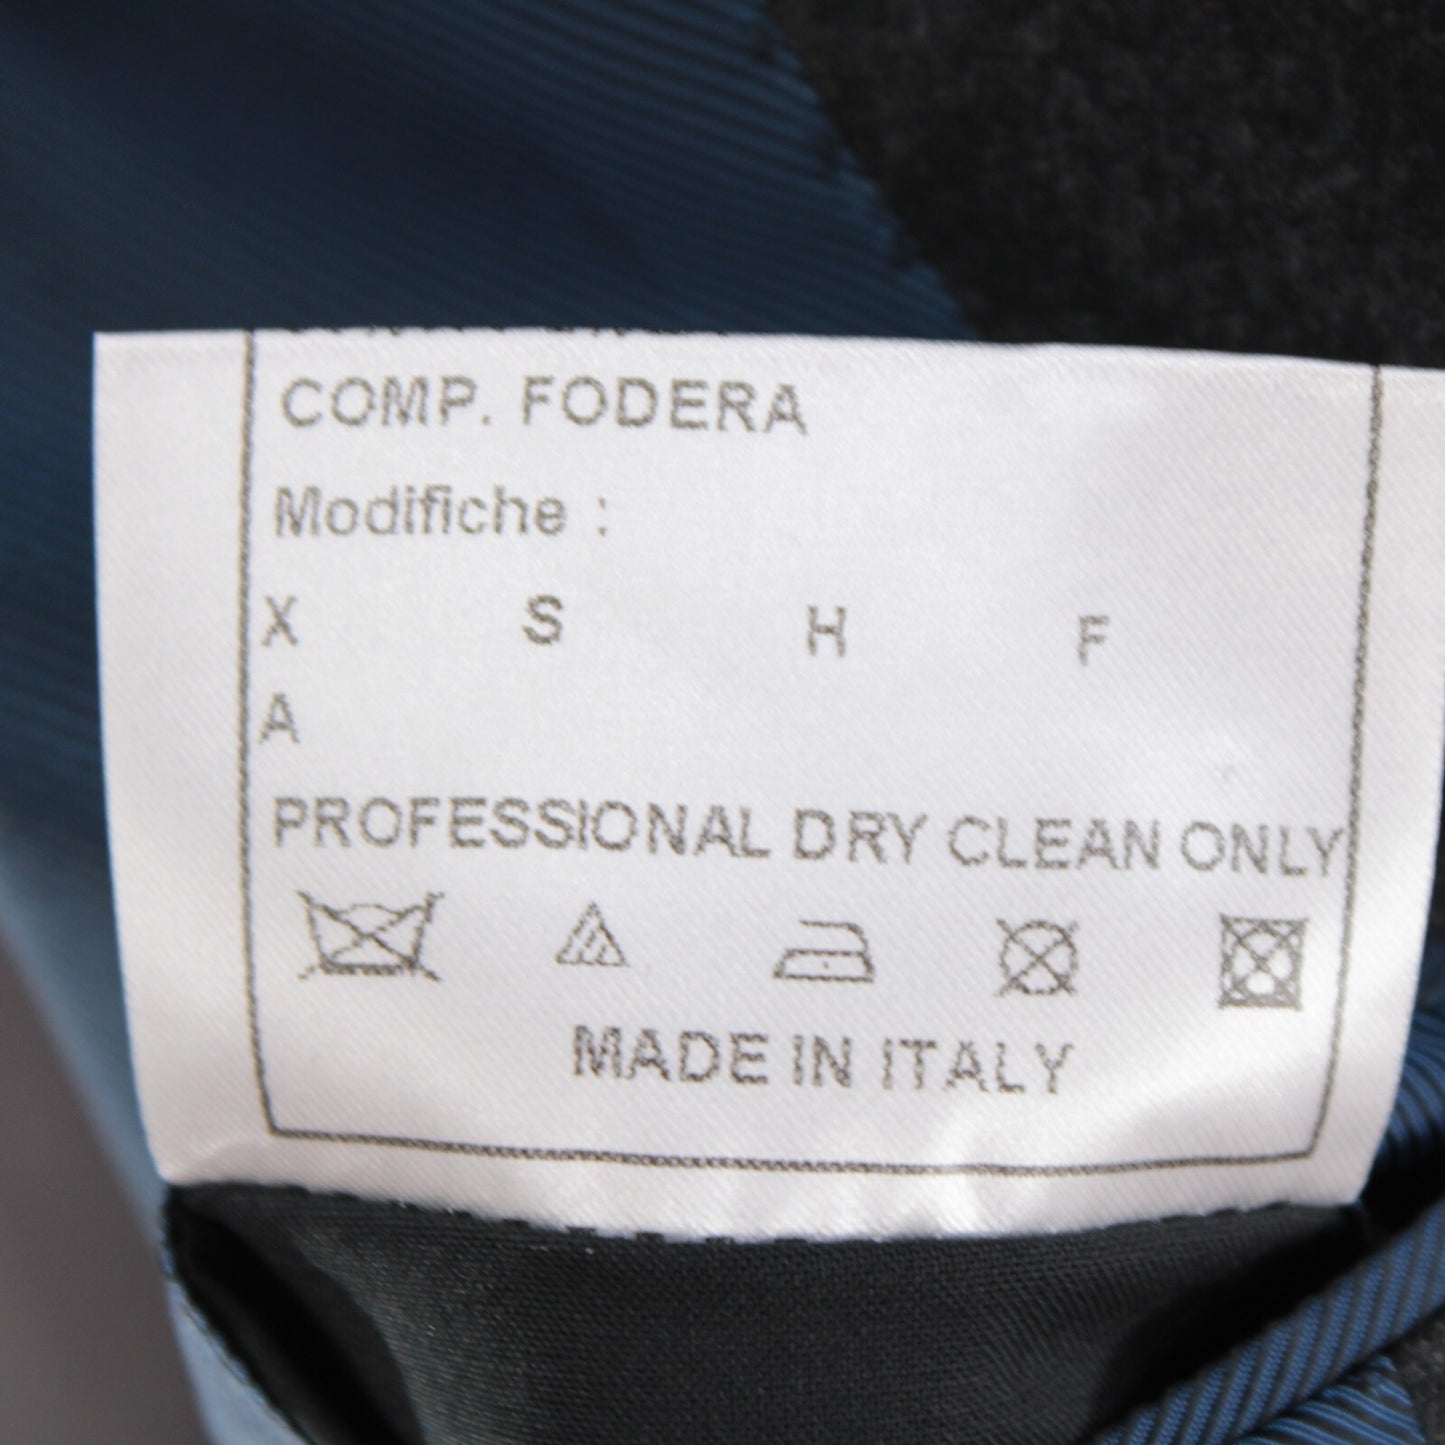 COMP. FODERA
Modifiche :
X S H F
A
PROFESSIONAL DRY CLEAN ONLY
MADE IN ITALY